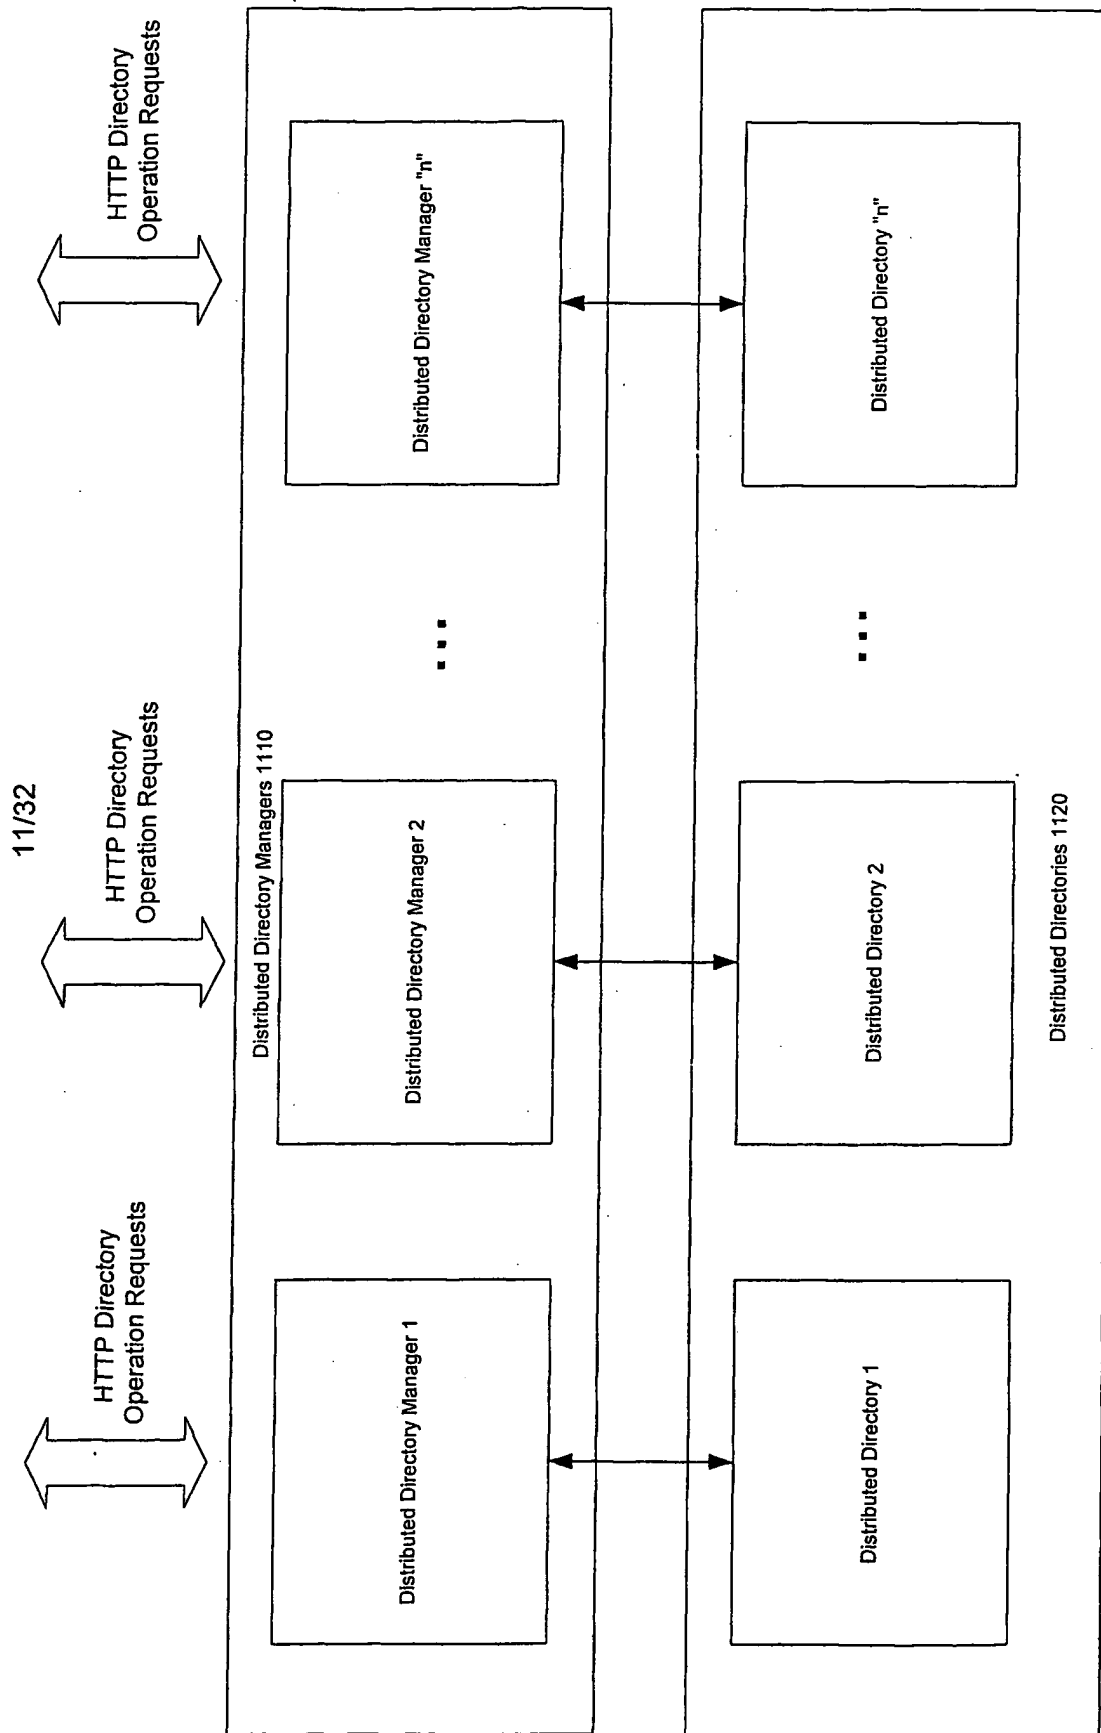 11/32
HTTP Directory
Operation Requests
HTTP Directory
Operation Requests
HTTP Directory
Operation Requests
Distributed Directory Managers 1110
Distributed Directory Manager 1
Distributed Directory Manager 2
...
Distributed Directory Manager "n"
Distributed Directory 1
Distributed Directory 2
...
Distributed Directory "n"
Distributed Directories 1120